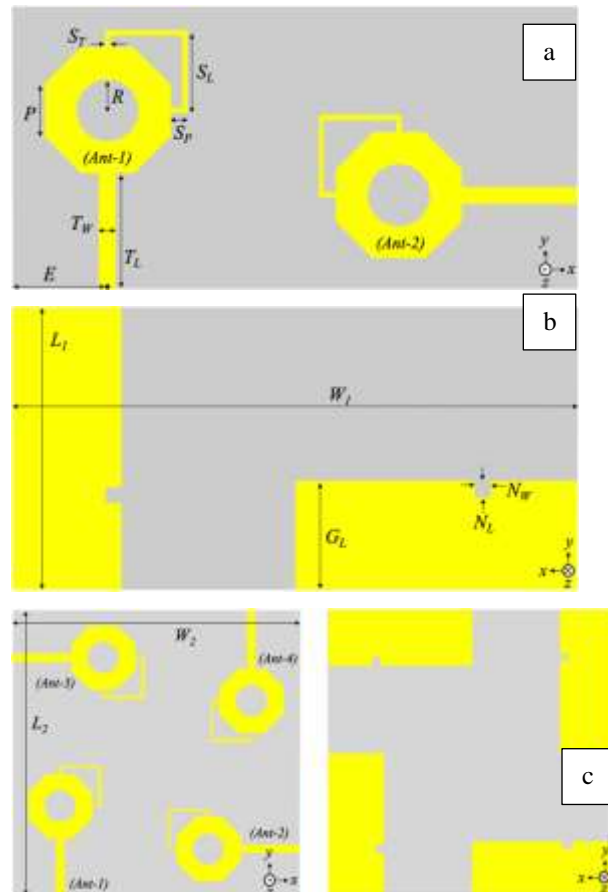 a
S_T
S_L
R
P
S_P
(Ant-1)
T_W
T_L
E
(Ant-2)
y
x
z
b
L_1
W_1
N_W
N_L
G_L
y
x
z
W_2
(Ant-3)
(Ant-4)
L_2
c
(Ant-2)
(Ant-1)
y
x
z
y
x